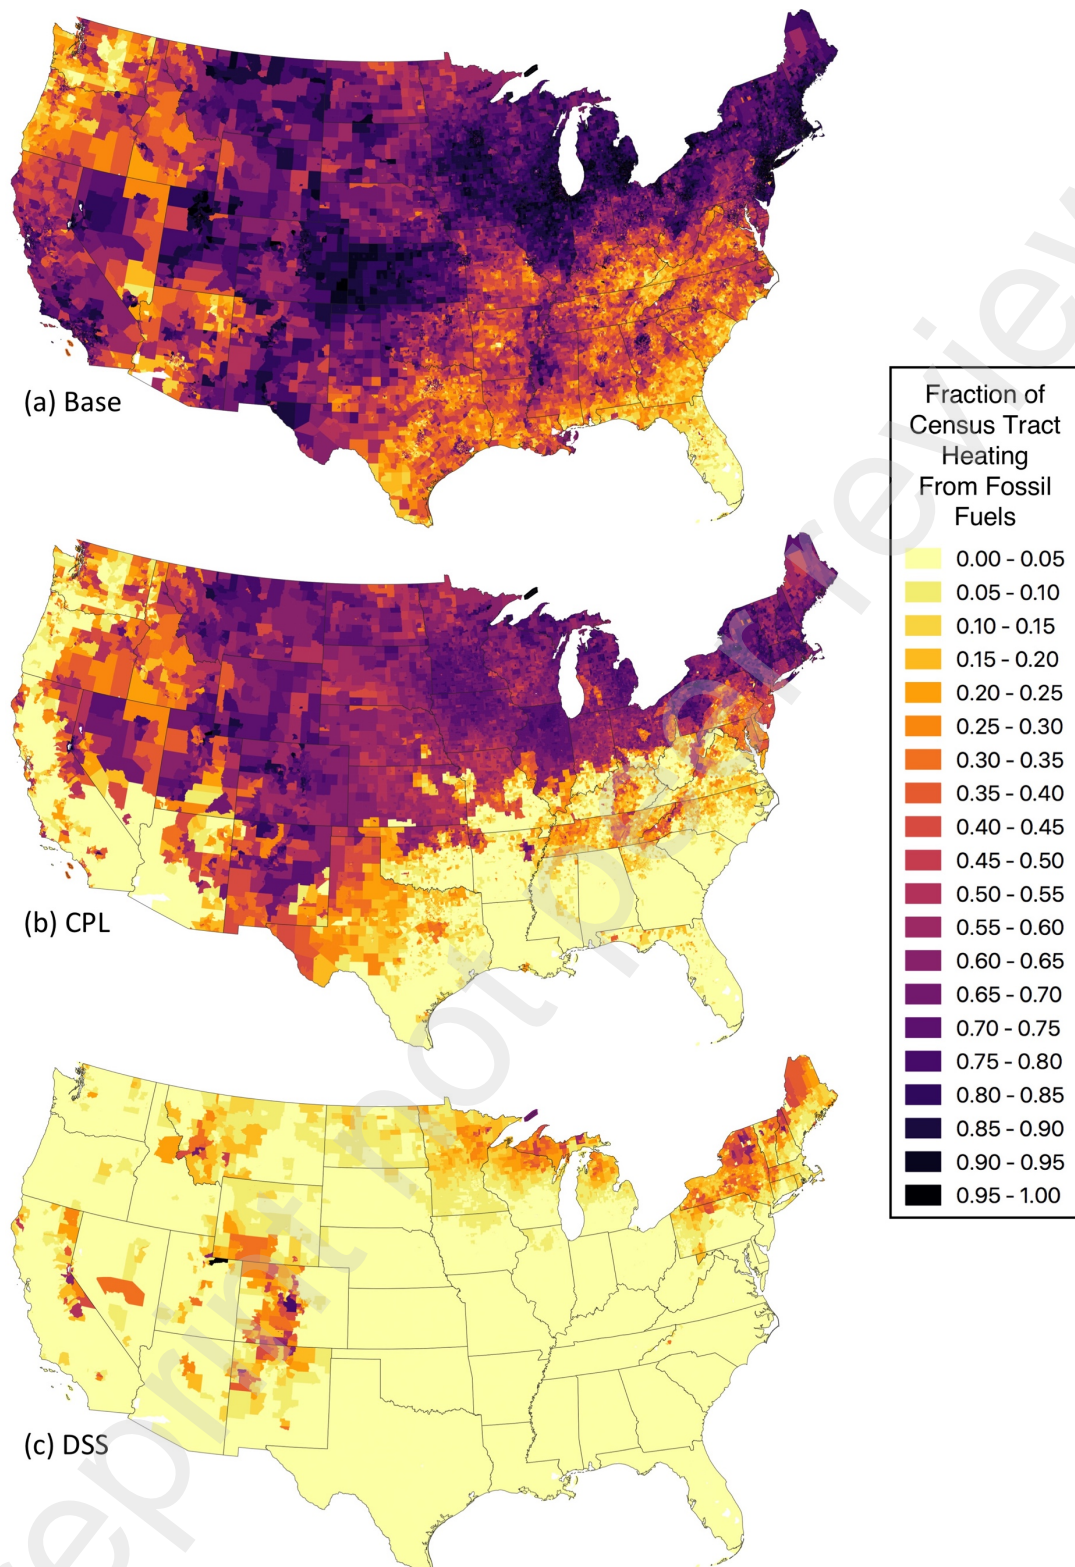 (a) Base
(b) CPL
(c) DSS
Fraction of
Census Tract
Heating
From Fossil
Fuels
0.00 - 0.05
0.05 - 0.10
0.10 - 0.15
0.15 - 0.20
0.20 - 0.25
0.25 - 0.30
0.30 - 0.35
0.35 - 0.40
0.40 - 0.45
0.45 - 0.50
0.50 - 0.55
0.55 - 0.60
0.60 - 0.65
0.65 - 0.70
0.70 - 0.75
0.75 - 0.80
0.80 - 0.85
0.85 - 0.90
0.90 - 0.95
0.95 - 1.00
eprint not peer review